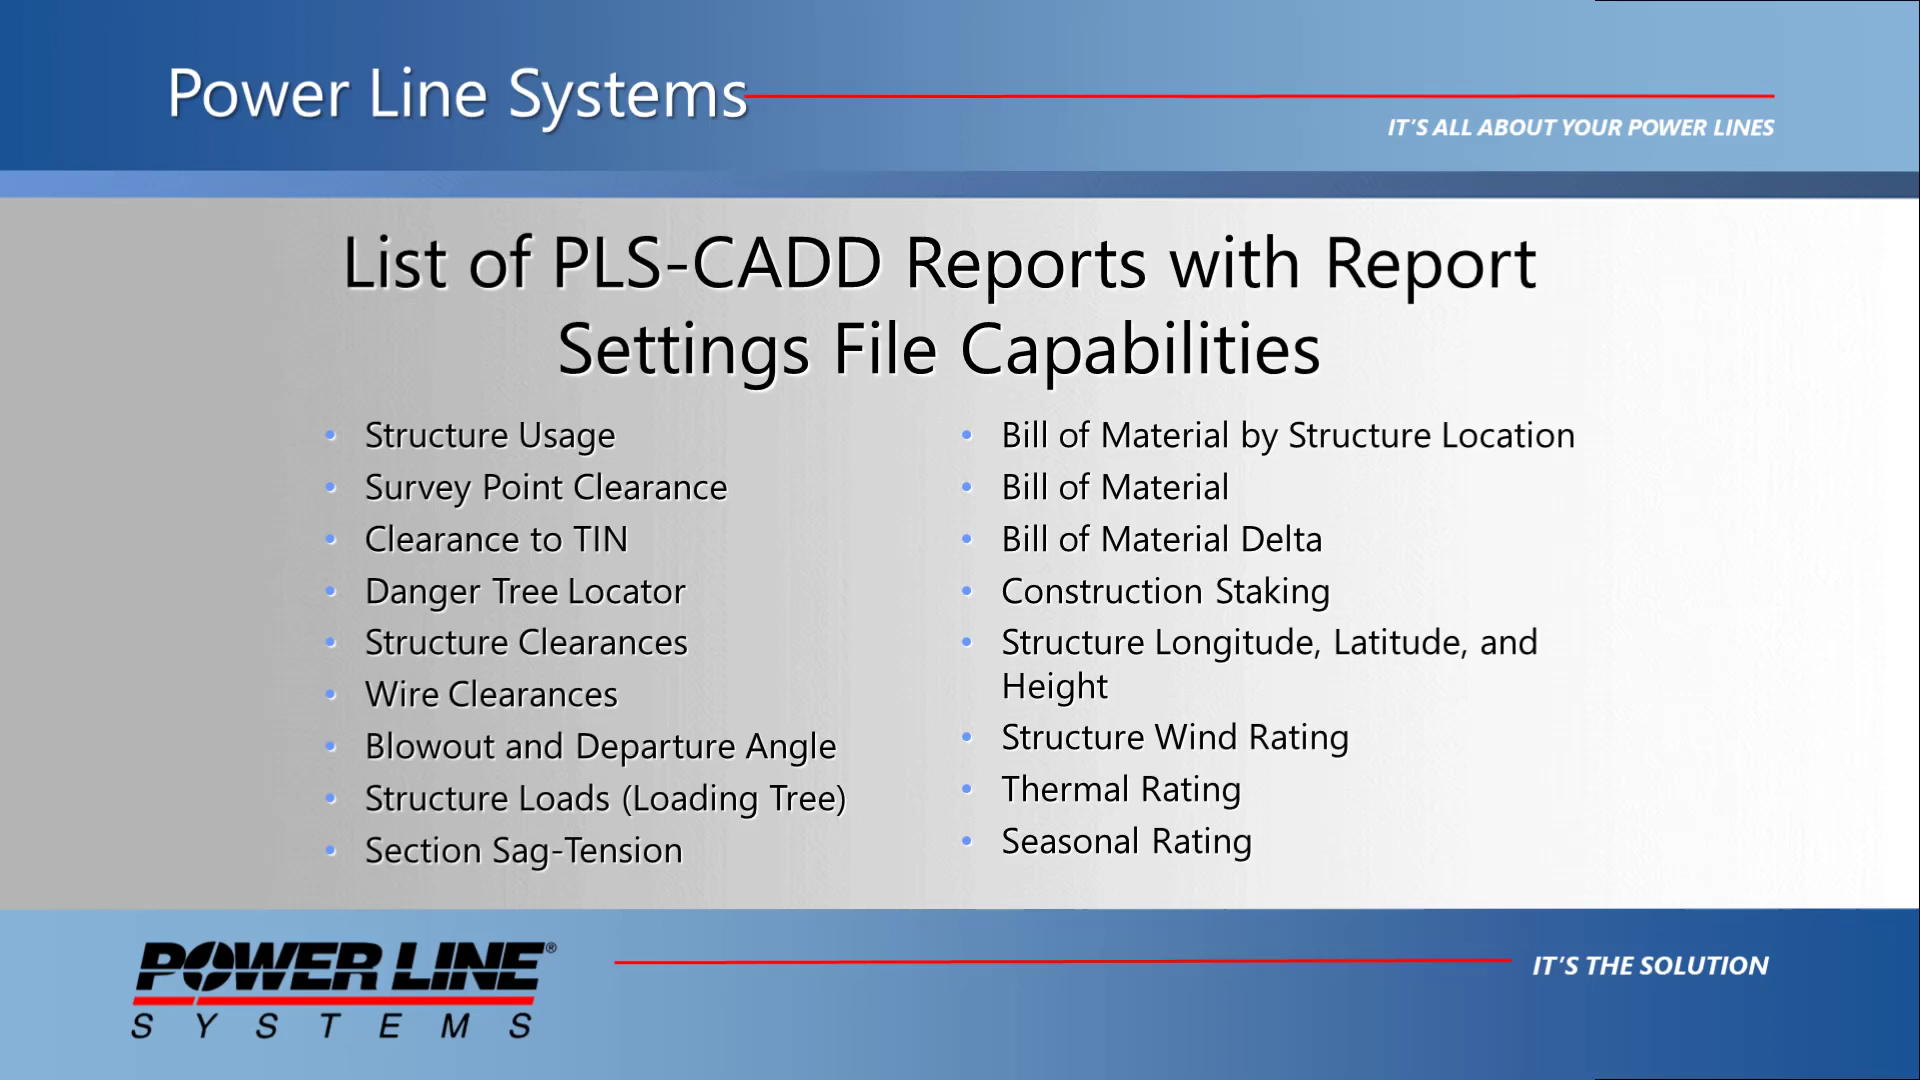 Power Line Systems
IT'S ALL ABOUT YOUR POWER LINES
List of PLS-CADD Reports with Report
Settings File Capabilities
• Structure Usage
• Survey Point Clearance
• Clearance to TIN
• Danger Tree Locator
• Structure Clearances
• Wire Clearances
• Blowout and Departure Angle
• Structure Loads (Loading Tree)
• Section Sag-Tension
• Bill of Material by Structure Location
• Bill of Material
• Bill of Material Delta
• Construction Staking
• Structure Longitude, Latitude, and
Height
• Structure Wind Rating
• Thermal Rating
• Seasonal Rating
POWER LINE®
SYSTEMS
IT'S THE SOLUTION